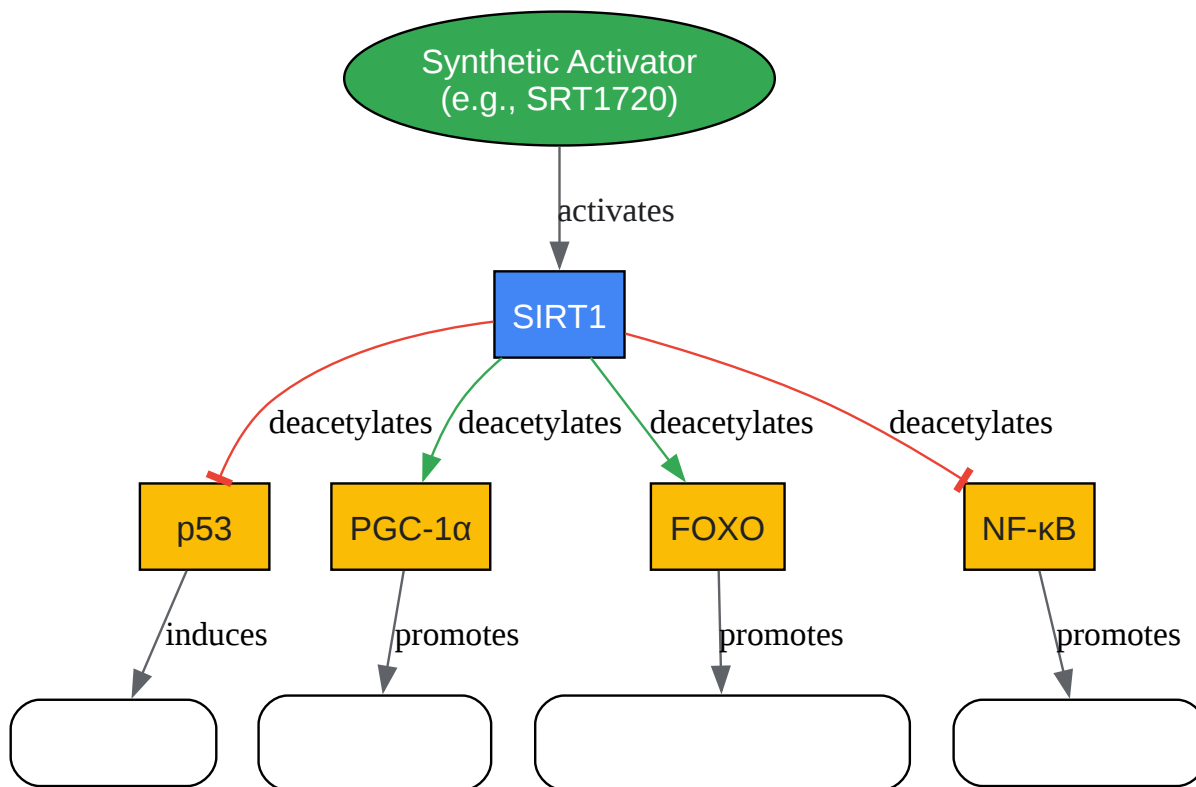 Synthetic Activator
(e.g., SRT1720)
activates
SIRT1
deacetylates deacetylates deacetylates deacetylates
p53 PGC-1α FOXO NF-κB
induces promotes promotes promotes